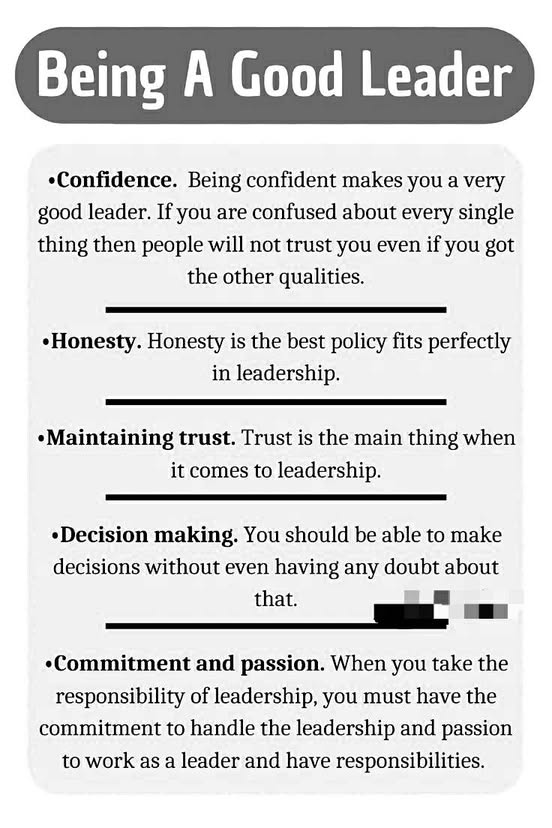 Being A Good Leader
•Confidence. Being confident makes you a very
good leader. If you are confused about every single
thing then people will not trust you even if you got
the other qualities.
•Honesty. Honesty is the best policy fits perfectly
in leadership.
•Maintaining trust. Trust is the main thing when
it comes to leadership.
•Decision making. You should be able to make
decisions without even having any doubt about
that.
•Commitment and passion. When you take the
responsibility of leadership, you must have the
commitment to handle the leadership and passion
to work as a leader and have responsibilities.